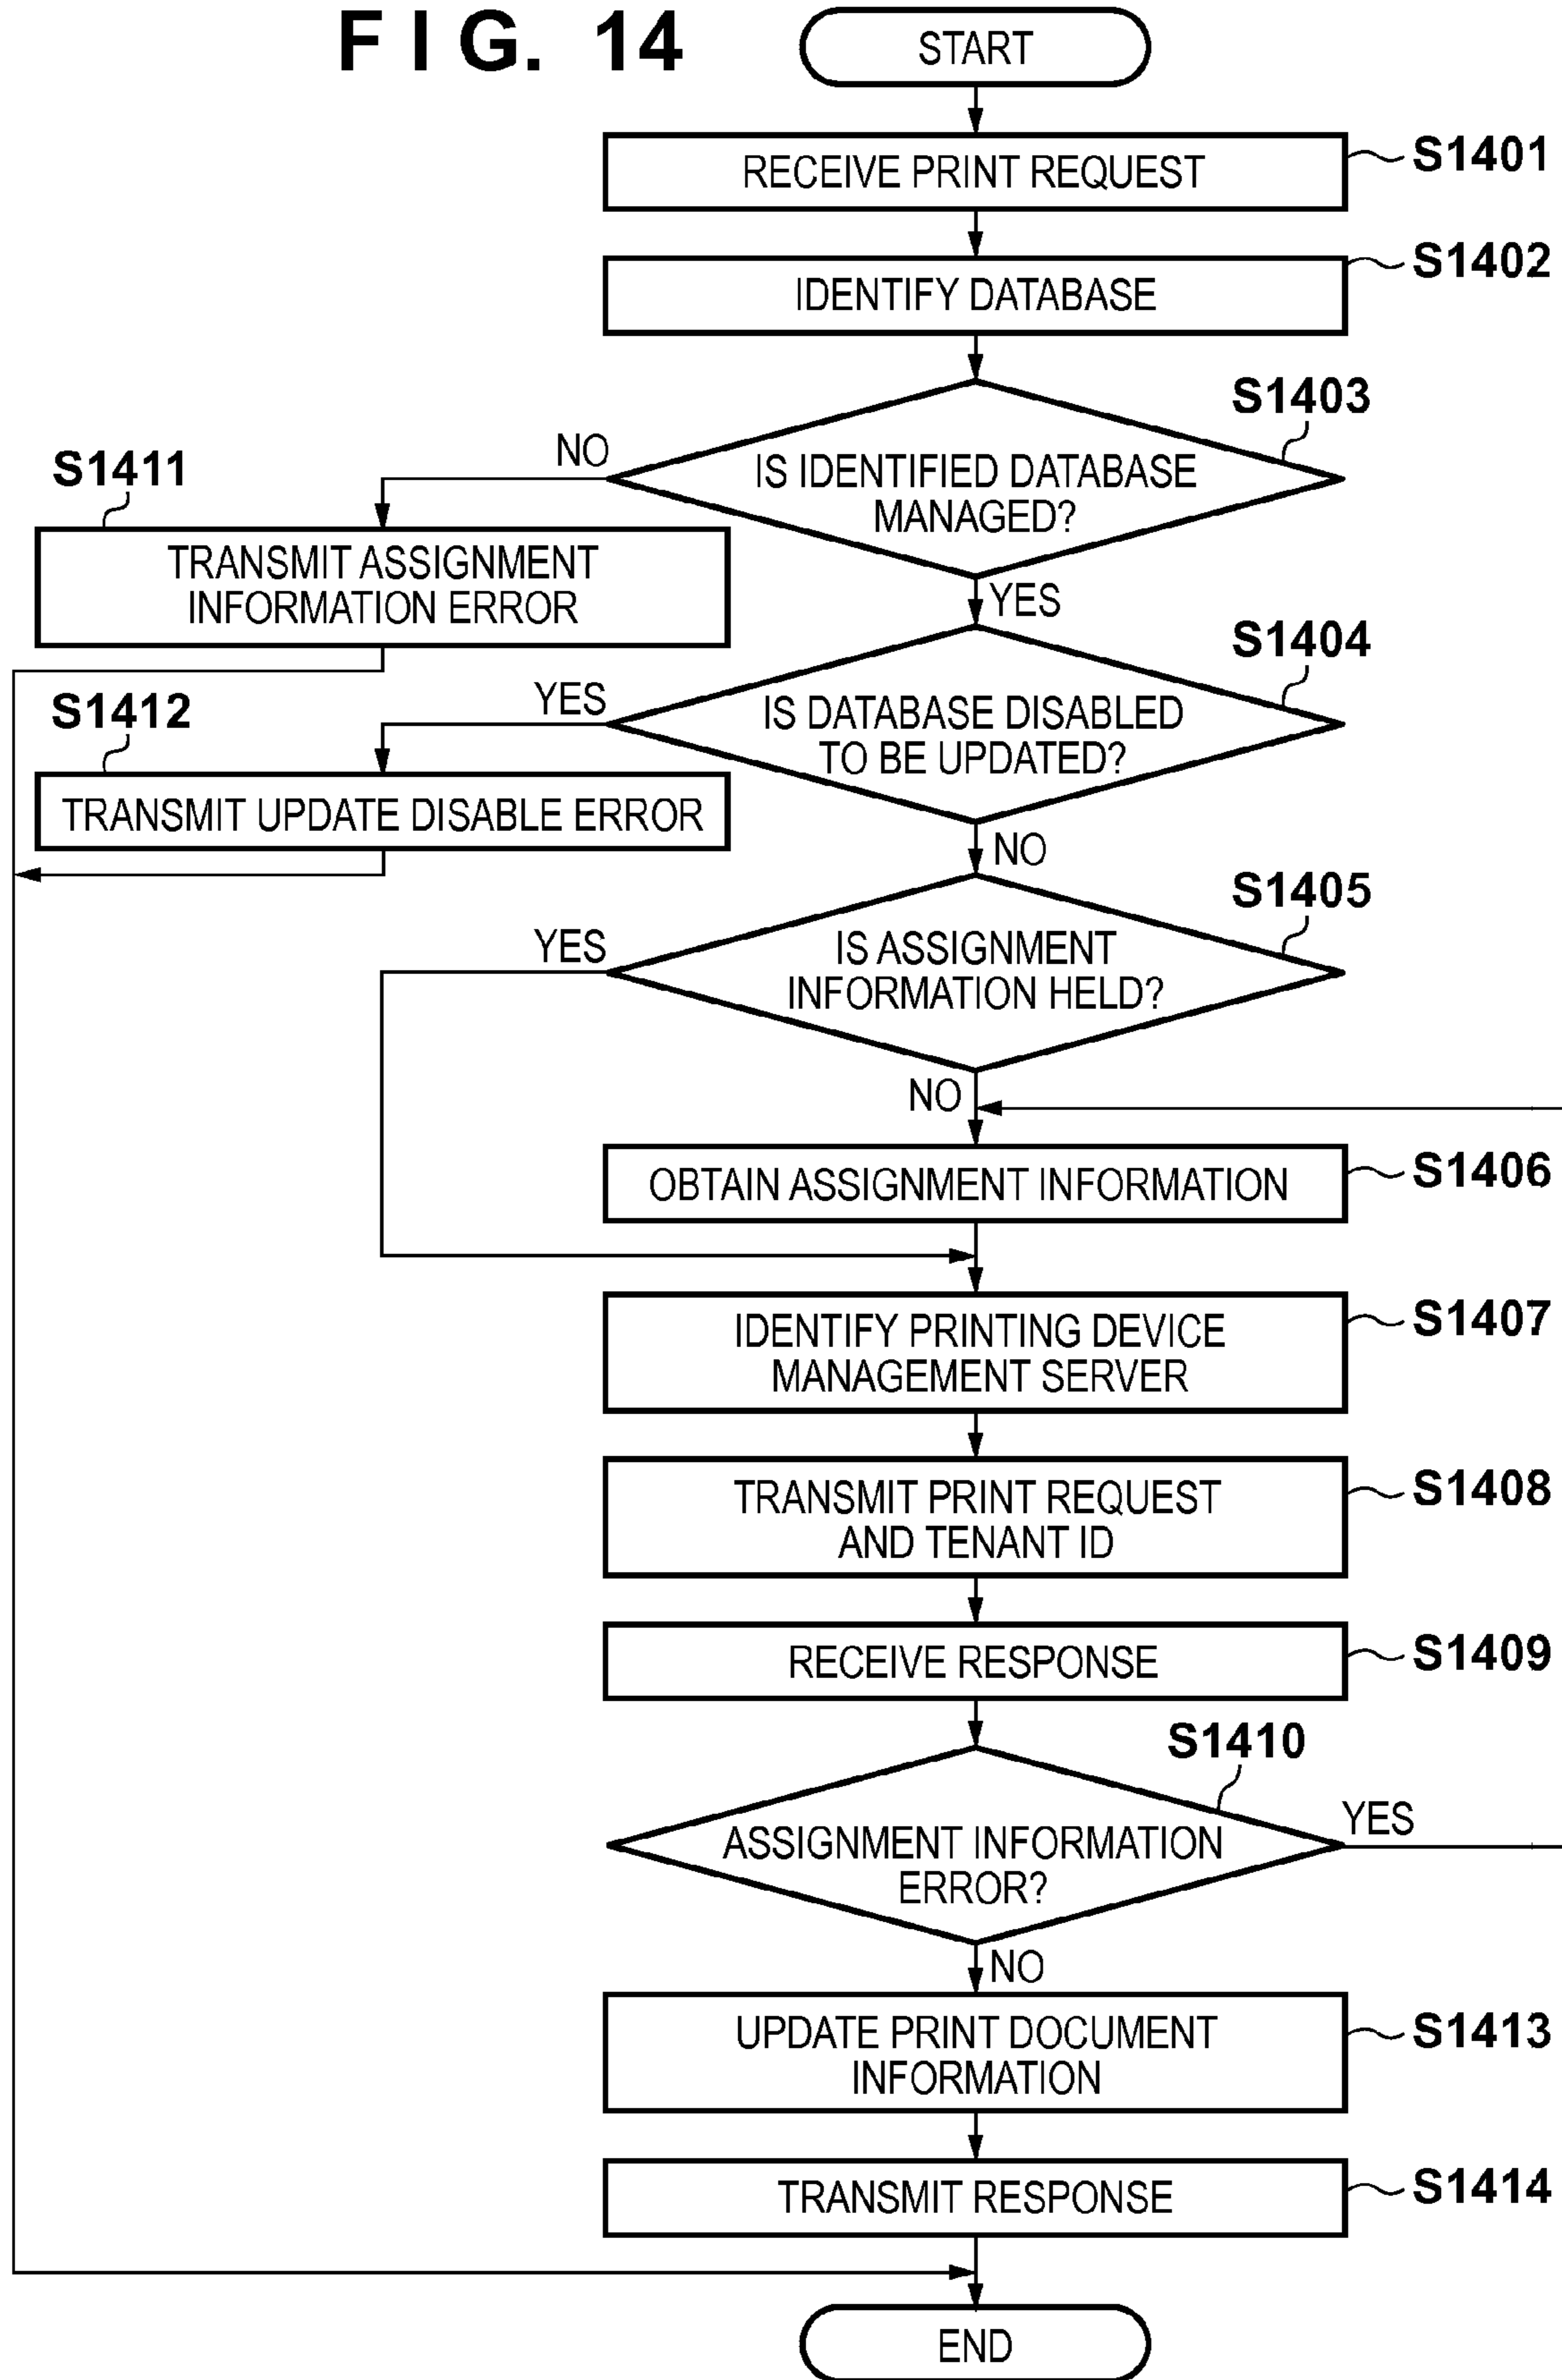 FIG. 14
START
RECEIVE PRINT REQUEST
S1401
IDENTIFY DATABASE
S1402
S1403
IS IDENTIFIED DATABASE
MANAGED?
NO
YES
S1411
TRANSMIT ASSIGNMENT
INFORMATION ERROR
S1404
IS DATABASE DISABLED
TO BE UPDATED?
YES
NO
S1412
TRANSMIT UPDATE DISABLE ERROR
S1405
IS ASSIGNMENT
INFORMATION HELD?
YES
NO
OBTAIN ASSIGNMENT INFORMATION
S1406
IDENTIFY PRINTING DEVICE
MANAGEMENT SERVER
S1407
TRANSMIT PRINT REQUEST
AND TENANT ID
S1408
RECEIVE RESPONSE
S1409
S1410
ASSIGNMENT INFORMATION
ERROR?
YES
NO
UPDATE PRINT DOCUMENT
INFORMATION
S1413
TRANSMIT RESPONSE
S1414
END